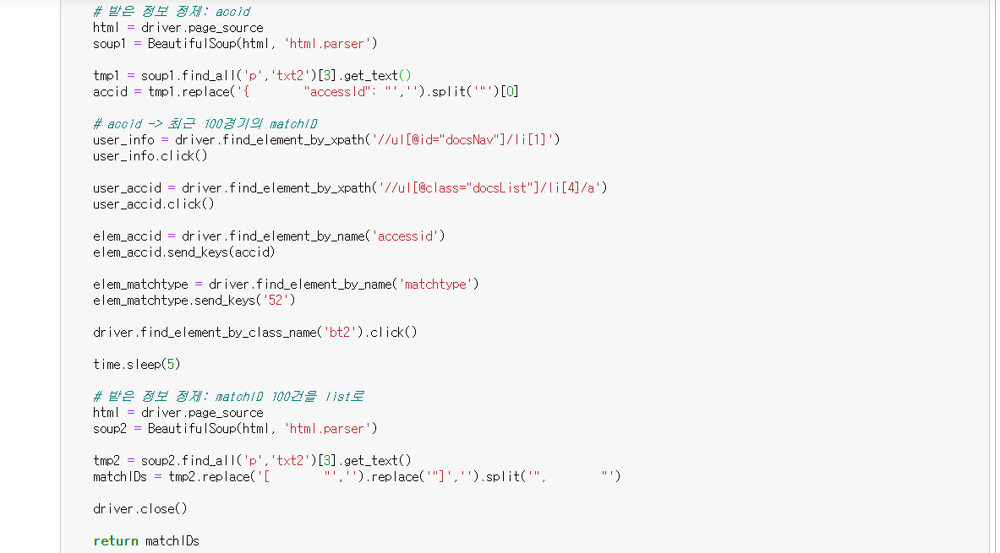 # 받은 정보 정제: accid
html = driver.page_source
soup1 = BeautifulSoup(html, 'html.parser')
tmp1 = soup1.find_all('p','txt2')[3].get_text()
accid = tmp1.replace('{        "accessId": "','').split('"')[0]
# accid -> 최근 100경기의 matchID
user_info = driver.find_element_by_xpath('//ul[@id="docsNav"]/li[1]')
user_info.click()
user_accid = driver.find_element_by_xpath('//ul[@class="docsList"]/li[4]/a')
user_accid.click()
elem_accid = driver.find_element_by_name('accessid')
elem_accid.send_keys(accid)
elem_matchtype = driver.find_element_by_name('matchtype')
elem_matchtype.send_keys('52')
driver.find_element_by_class_name('bt2').click()
time.sleep(5)
# 받은 정보 정제: matchID 100건을 list로
html = driver.page_source
soup2 = BeautifulSoup(html, 'html.parser')
tmp2 = soup2.find_all('p','txt2')[3].get_text()
matchIDs = tmp2.replace('[        "','').replace('"]','').split('",        "')
driver.close()
return matchIDs